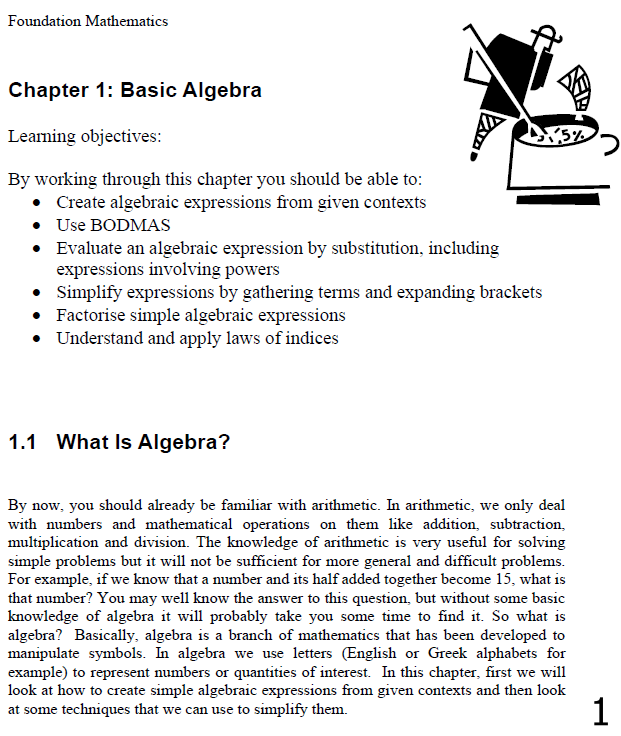 Foundation Mathematics
Chapter 1: Basic Algebra
Learning objectives:
By working through this chapter you should be able to:
• Create algebraic expressions from given contexts
• Use BODMAS
• Evaluate an algebraic expression by substitution, including
expressions involving powers
• Simplify expressions by gathering terms and expanding brackets
• Factorise simple algebraic expressions
• Understand and apply laws of indices
5%
1.1 What Is Algebra?
By now, you should already be familiar with arithmetic. In arithmetic, we only deal
with numbers and mathematical operations on them like addition, subtraction,
multiplication and division. The knowledge of arithmetic is very useful for solving
simple problems but it will not be sufficient for more general and difficult problems.
For example, if we know that a number and its half added together become 15, what is
that number? You may well know the answer to this question, but without some basic
knowledge of algebra it will probably take you some time to find it. So what is
algebra? Basically, algebra is a branch of mathematics that has been developed to
manipulate symbols. In algebra we use letters (English or Greek alphabets for
example) to represent numbers or quantities of interest. In this chapter, first we will
look at how to create simple algebraic expressions from given contexts and then look
at some techniques that we can use to simplify them.
1